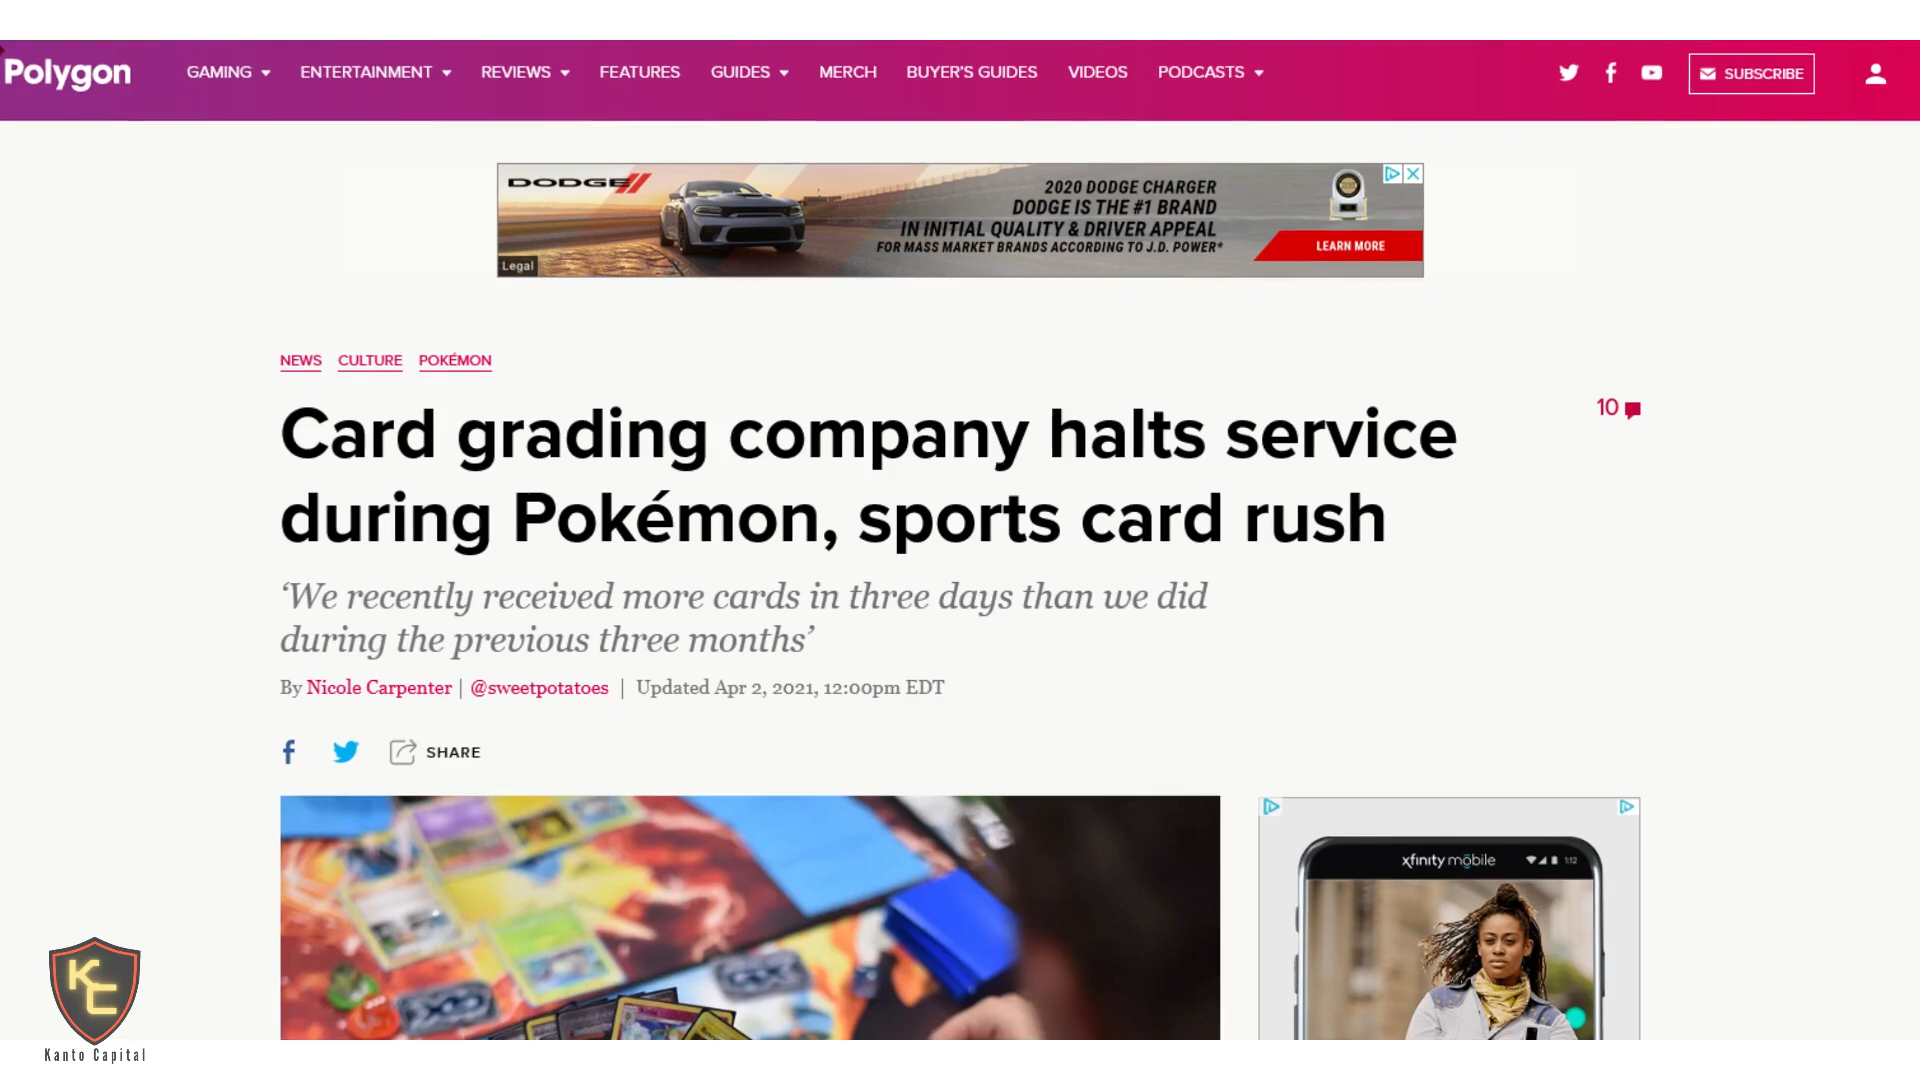 Polygon
GAMING ENTERTAINMENT REVIEWS FEATURES GUIDES MERCH BUYER'S GUIDES VIDEOS PODCASTS SUBSCRIBE
DODGE
2020 DODGE CHARGER
DODGE IS THE #1 BRAND
IN INITIAL QUALITY & DRIVER APPEAL
FOR MASS MARKET BRANDS ACCORDING TO J.D. POWER*
LEARN MORE
Legal
NEWS CULTURE POKÉMON
10
Card grading company halts service
during Pokémon, sports card rush
‘We recently received more cards in three days than we did
during the previous three months’
By Nicole Carpenter | @sweetpotatoes | Updated Apr 2, 2021, 12:00pm EDT
SHARE
xfinity mobile 1:12
KC
Kanto Capital